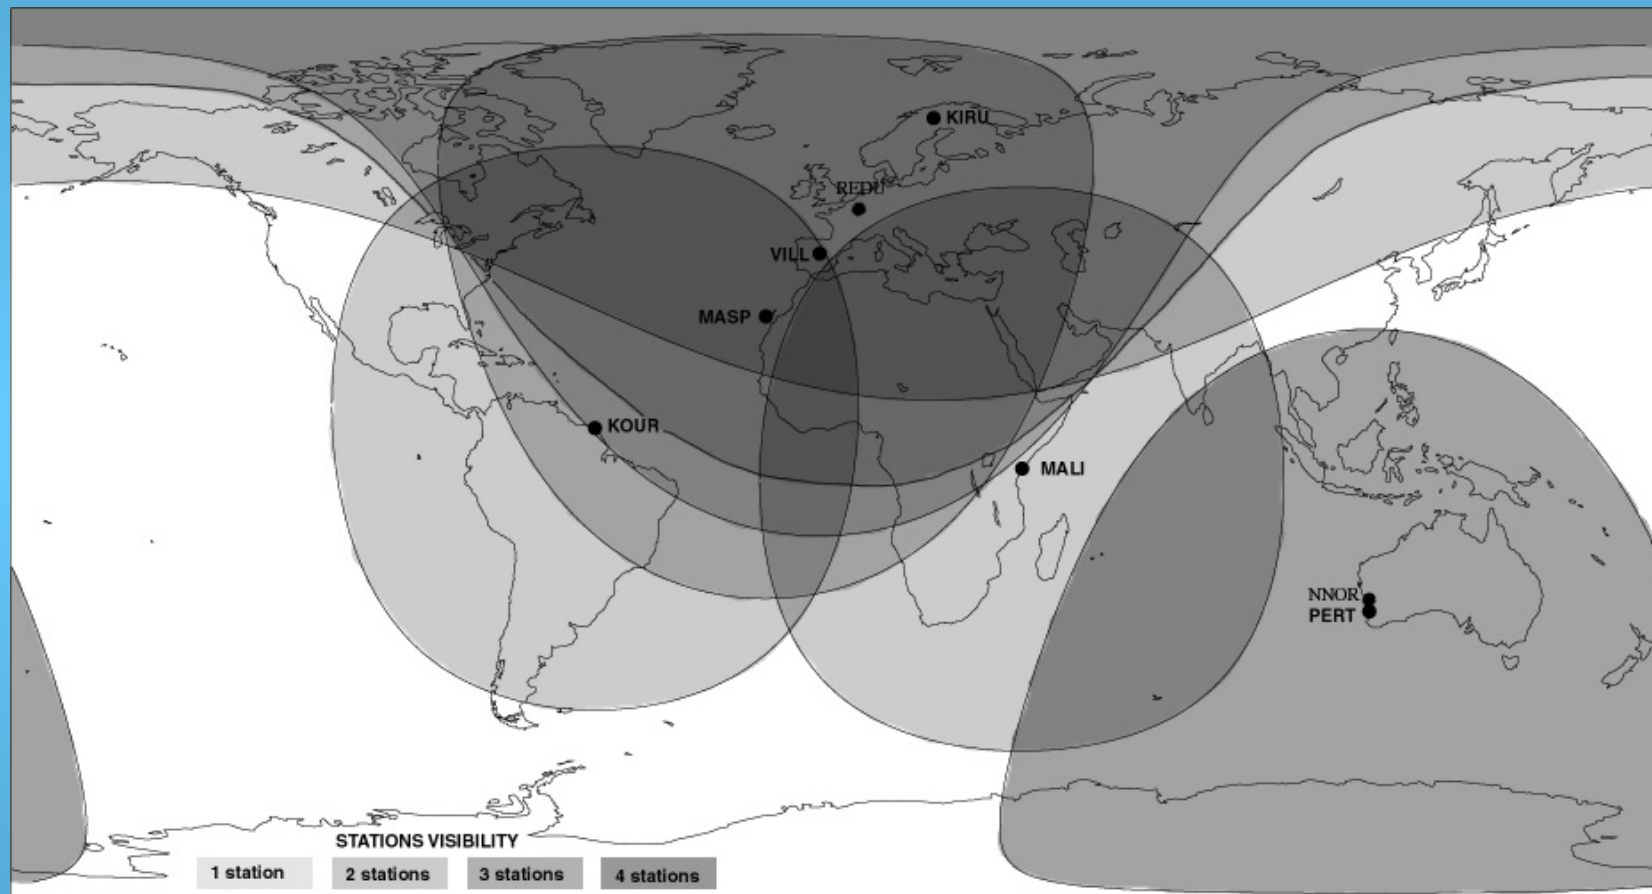 KIRU
REDU
VILL
MASP
KOUR
MALI
NNOR
PERT
STATIONS VISIBILITY
1 station
2 stations
3 stations
4 stations